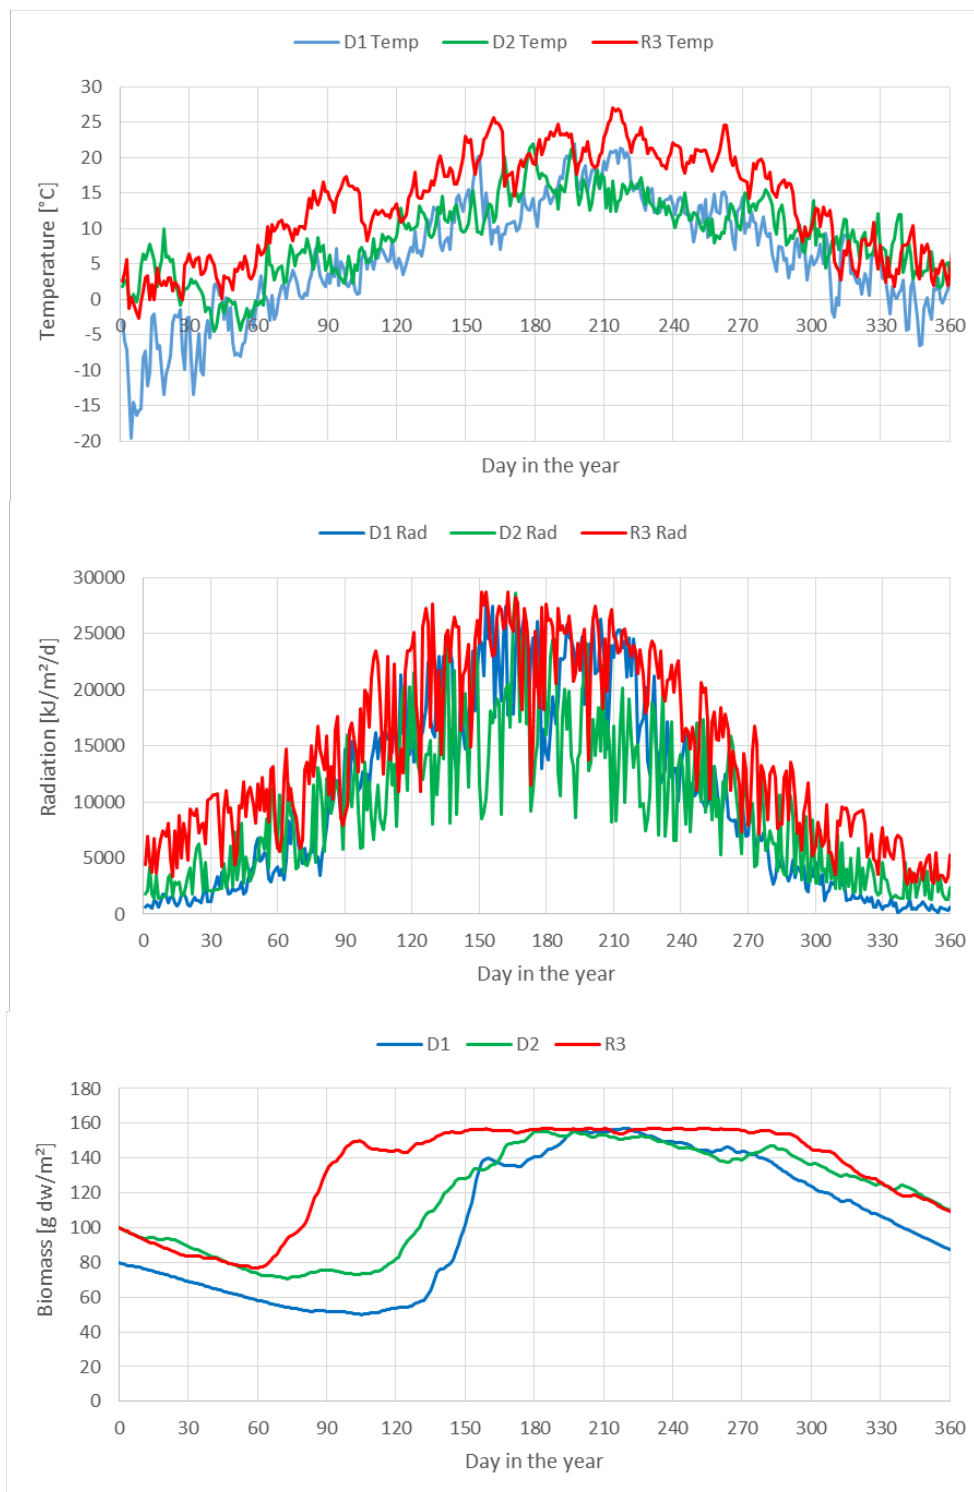 D1 Temp D2 Temp R3 Temp
30
25
20
15
10
5
0
-5
-10
-15
-20
Temperature [°C]
0 30 60 90 120 150 180 210 240 270 300 330 360
Day in the year
D1 Rad D2 Rad R3 Rad
30000
25000
20000
15000
10000
5000
0
Radiation [kJ/m²/d]
0 30 60 90 120 150 180 210 240 270 300 330 360
Day in the year
D1 D2 R3
180
160
140
120
100
80
60
40
20
0
Biomass [g dw/m²]
0 30 60 90 120 150 180 210 240 270 300 330 360
Day in the year